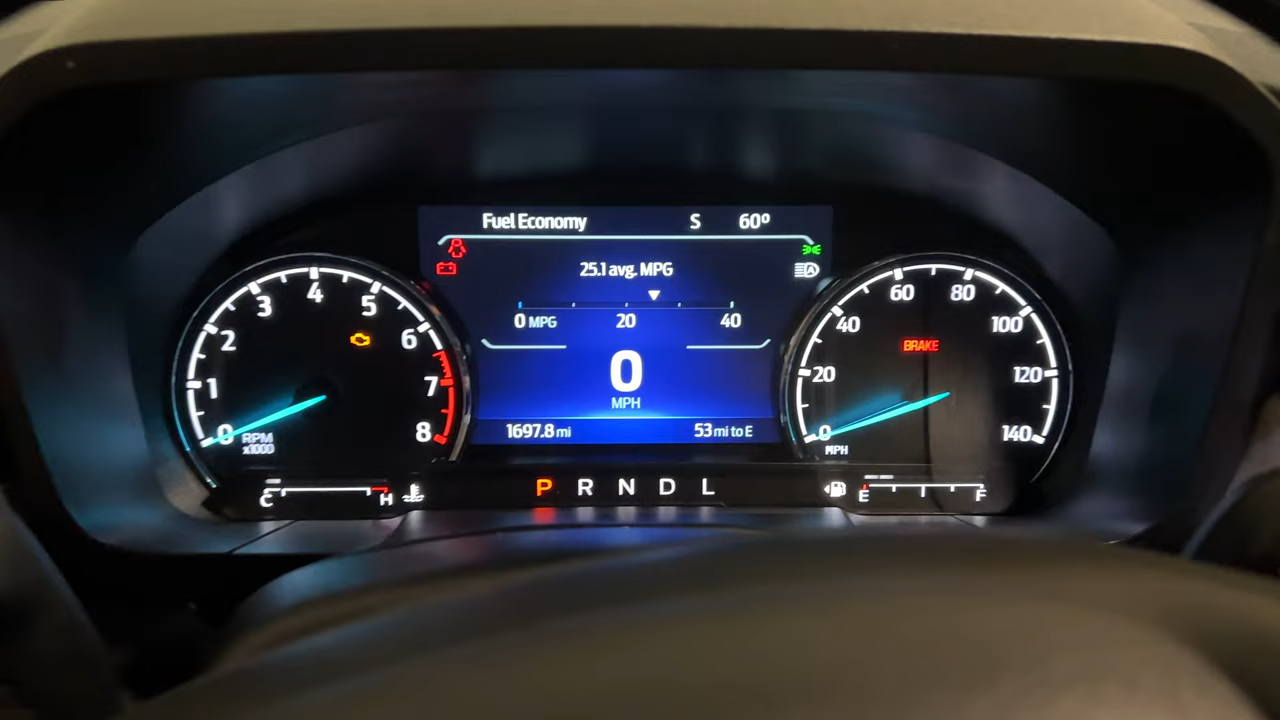 Fuel Economy S 60º
25.1 avg. MPG
0 MPG 20 40
0
MPH
1697.8 mi 53 mi to E
0 1 2 3 4 5 6 7 8
RPM
x1000
C H
P R N D L
0 20 40 60 80 100 120 140
BRAKE
MPH
E F
A